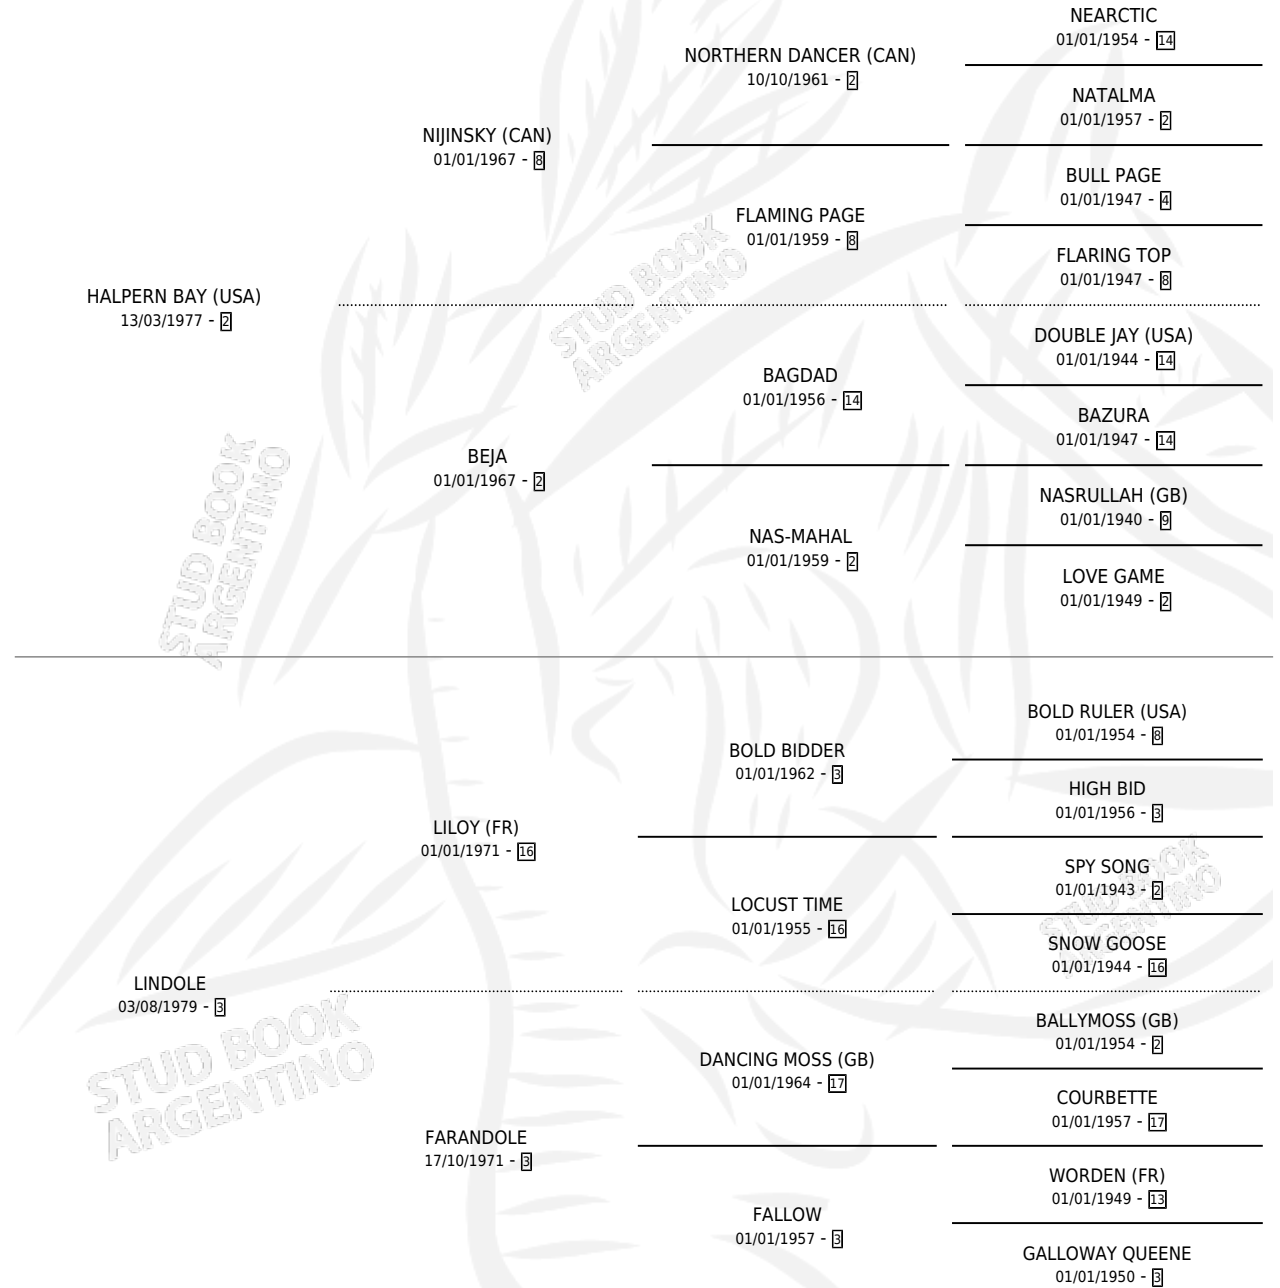 NEARCTIC
01/01/1954 - 14
NORTHERN DANCER (CAN)
10/10/1961 - 2
NATALMA
01/01/1957 - 2
NIJINSKY (CAN)
01/01/1967 - 8
BULL PAGE
01/01/1947 - 4
FLAMING PAGE
01/01/1959 - 8
FLARING TOP
01/01/1947 - 8
HALPERN BAY (USA)
13/03/1977 - 2
DOUBLE JAY (USA)
01/01/1944 - 14
BAGDAD
01/01/1956 - 14
BAZURA
01/01/1947 - 14
BEJA
01/01/1967 - 2
NASRULLAH (GB)
01/01/1940 - 9
NAS-MAHAL
01/01/1959 - 2
LOVE GAME
01/01/1949 - 2
STUD BOOK
ARGENTINO
STUD BOOK
ARGENTINO
BOLD RULER (USA)
01/01/1954 - 8
BOLD BIDDER
01/01/1962 - 3
HIGH BID
01/01/1956 - 3
LILOY (FR)
01/01/1971 - 16
SPY SONG
01/01/1943 - 2
LOCUST TIME
01/01/1955 - 16
SNOW GOOSE
01/01/1944 - 16
LINDOLE
03/08/1979 - 3
BALLYMOSS (GB)
01/01/1954 - 2
DANCING MOSS (GB)
01/01/1964 - 17
COURBETTE
01/01/1957 - 17
FARANDOLE
17/10/1971 - 3
WORDEN (FR)
01/01/1949 - 13
FALLOW
01/01/1957 - 3
GALLOWAY QUEENE
01/01/1950 - 3
STUD BOOK
ARGENTINO
STUD BOOK
ARGENTINO